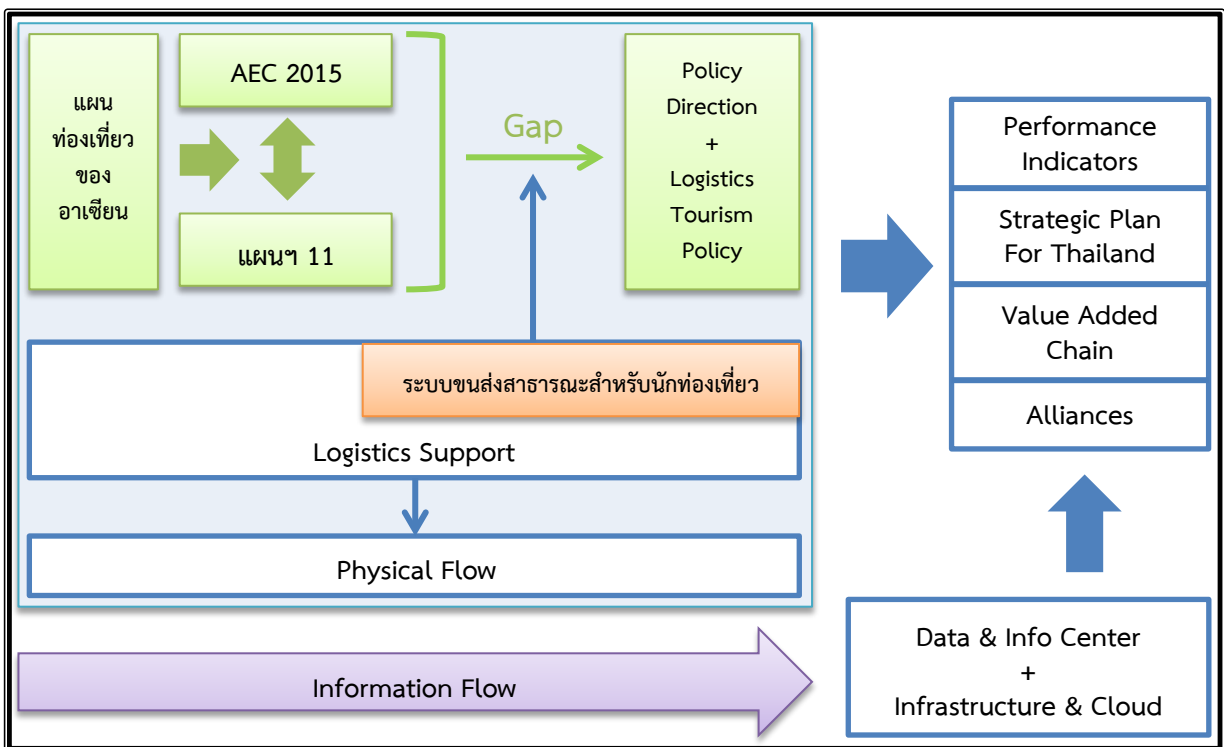 แผน
ท่องเที่ยว
ของ
อาเซียน
AEC 2015
แผนฯ 11
Gap
Policy
Direction
+
Logistics
Tourism
Policy
ระบบขนส่งสาธารณะสำหรับนักท่องเที่ยว
Logistics Support
Physical Flow
Information Flow
Performance
Indicators
Strategic Plan
For Thailand
Value Added
Chain
Alliances
Data & Info Center
+
Infrastructure & Cloud